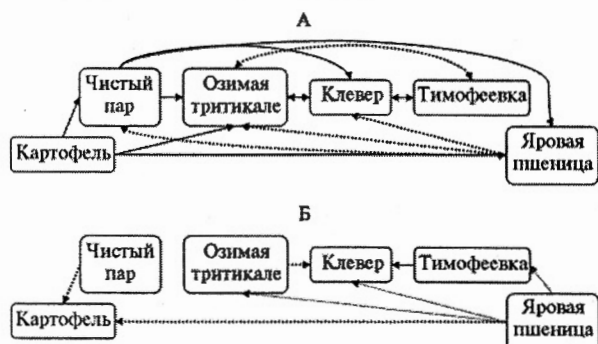 А
Чистый
пар
Озимая
тритикале
Клевер
Тимофеевка
Картофель
Яровая
пшеница
Б
Чистый
пар
Озимая
тритикале
Клевер
Тимофеевка
Картофель
Яровая
пшеница